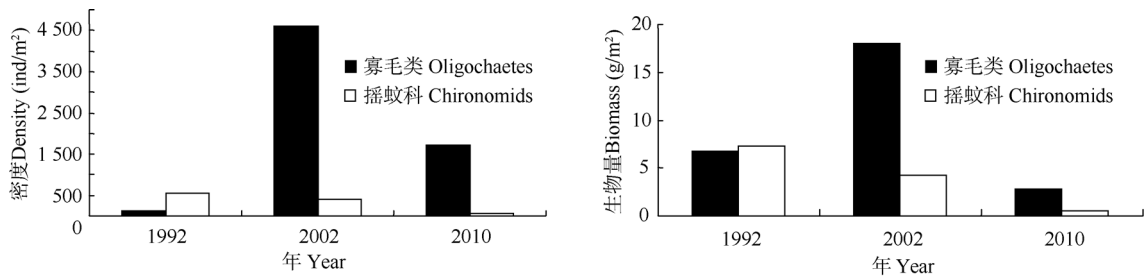 密度Density (ind/m²)
4 500
3 500
2 500
1 500
500
0
寡毛类 Oligochaetes
摇蚊科 Chironomids
1992
2002
2010
年 Year
生物量Biomass (g/m²)
20
15
10
5
0
寡毛类 Oligochaetes
摇蚊科 Chironomids
1992
2002
2010
年 Year